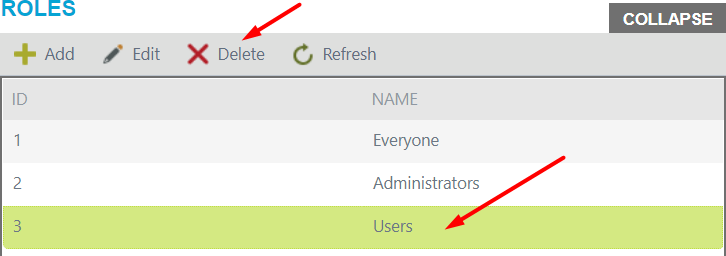 ROLES
COLLAPSE
Add Edit Delete Refresh
ID NAME
1 Everyone
2 Administrators
3 Users